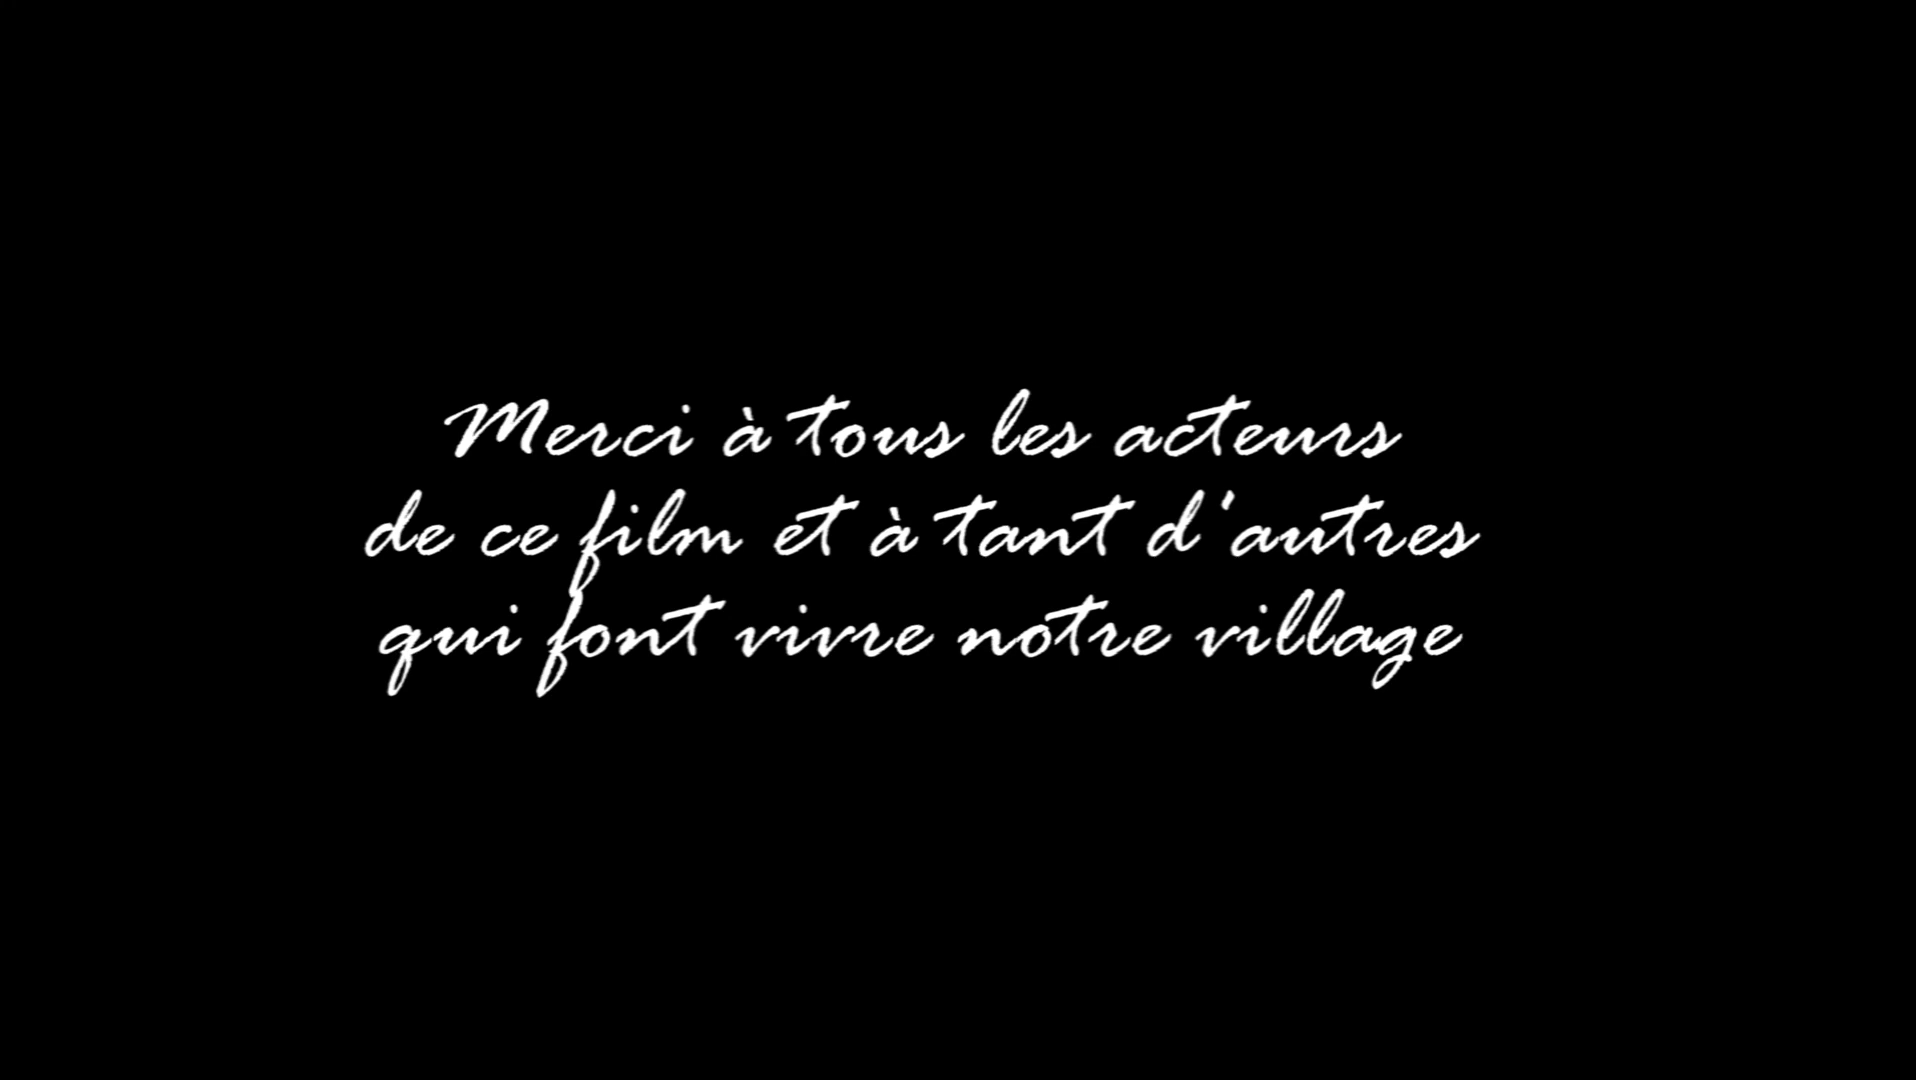 Merci à tous les acteurs
de ce film et à tant d'autres
qui font vivre notre village